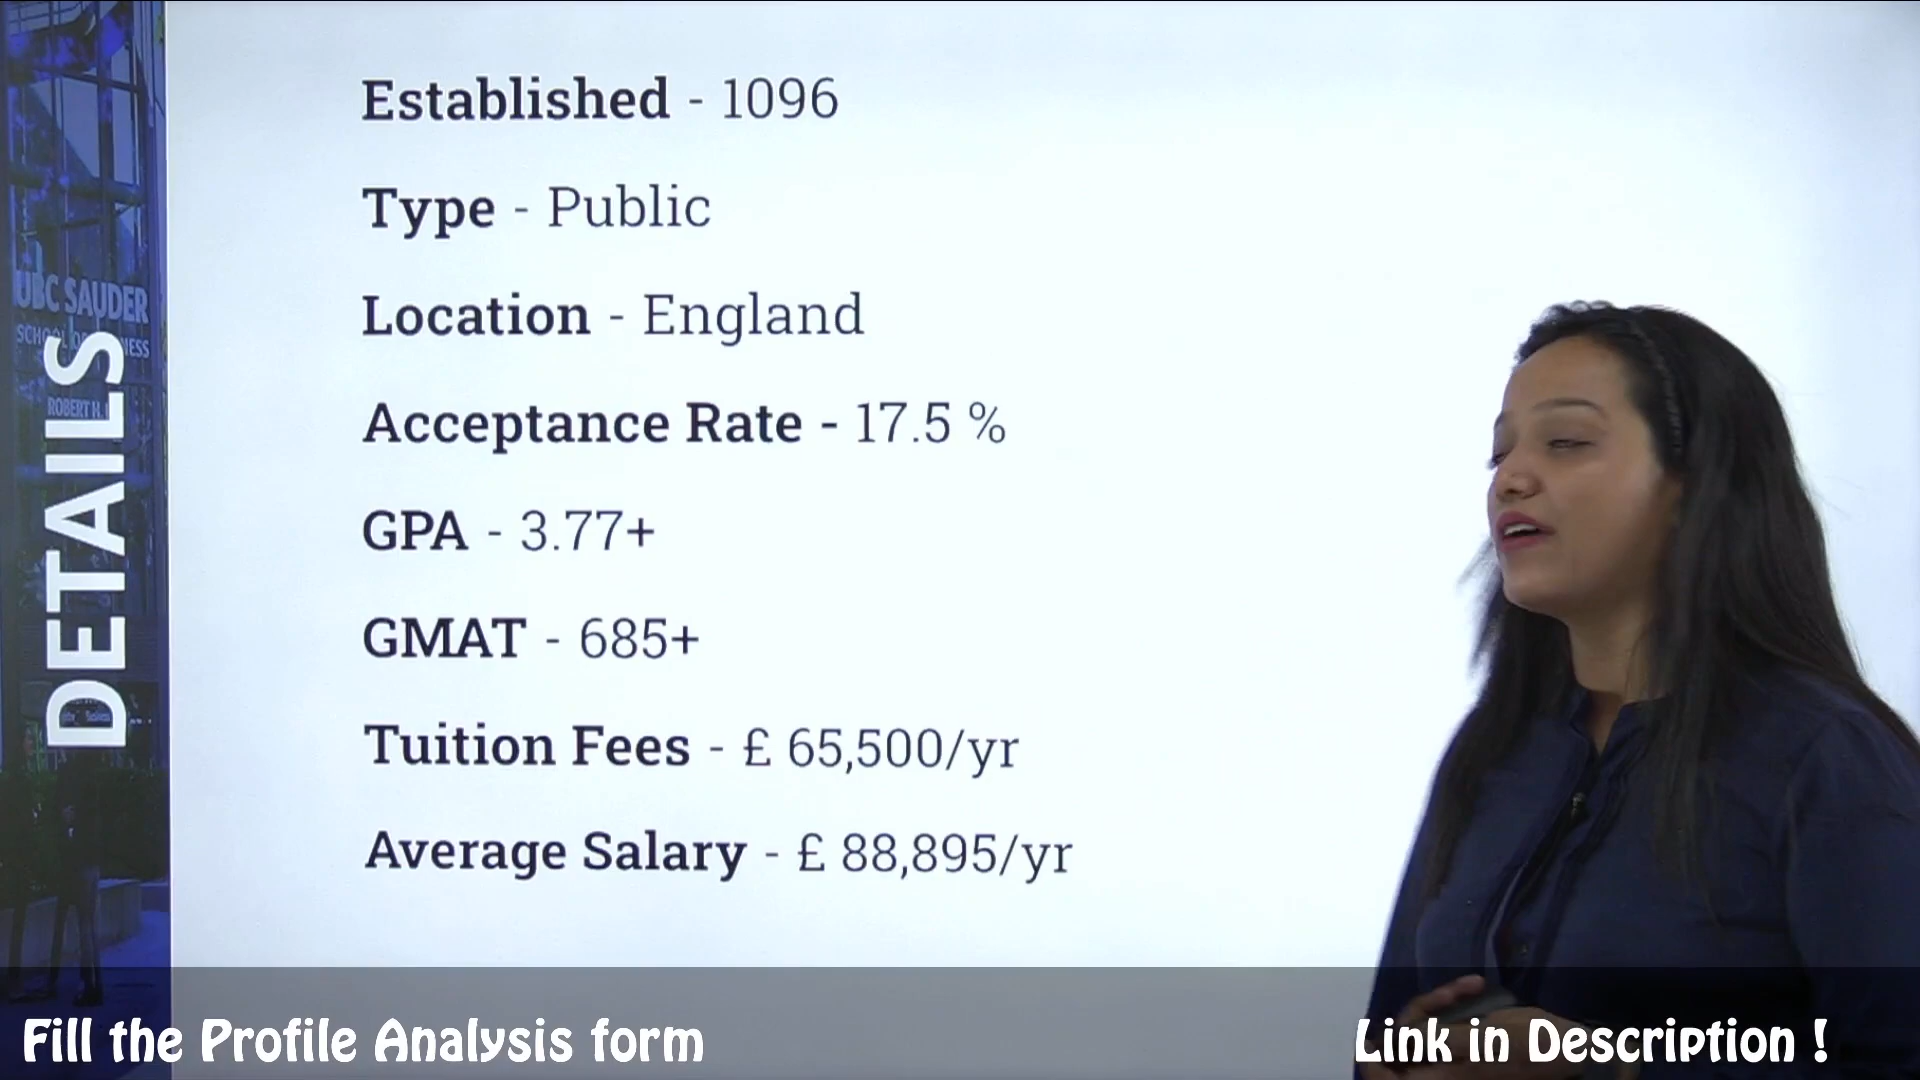 Established - 1096
Type - Public
Location - England
Acceptance Rate - 17.5 %
GPA - 3.77+
GMAT - 685+
Tuition Fees - £ 65,500/yr
Average Salary - £ 88,895/yr
DETAILS
UBC SAUDER
ROBERT H.
Fill the Profile Analysis form
Link in Description !